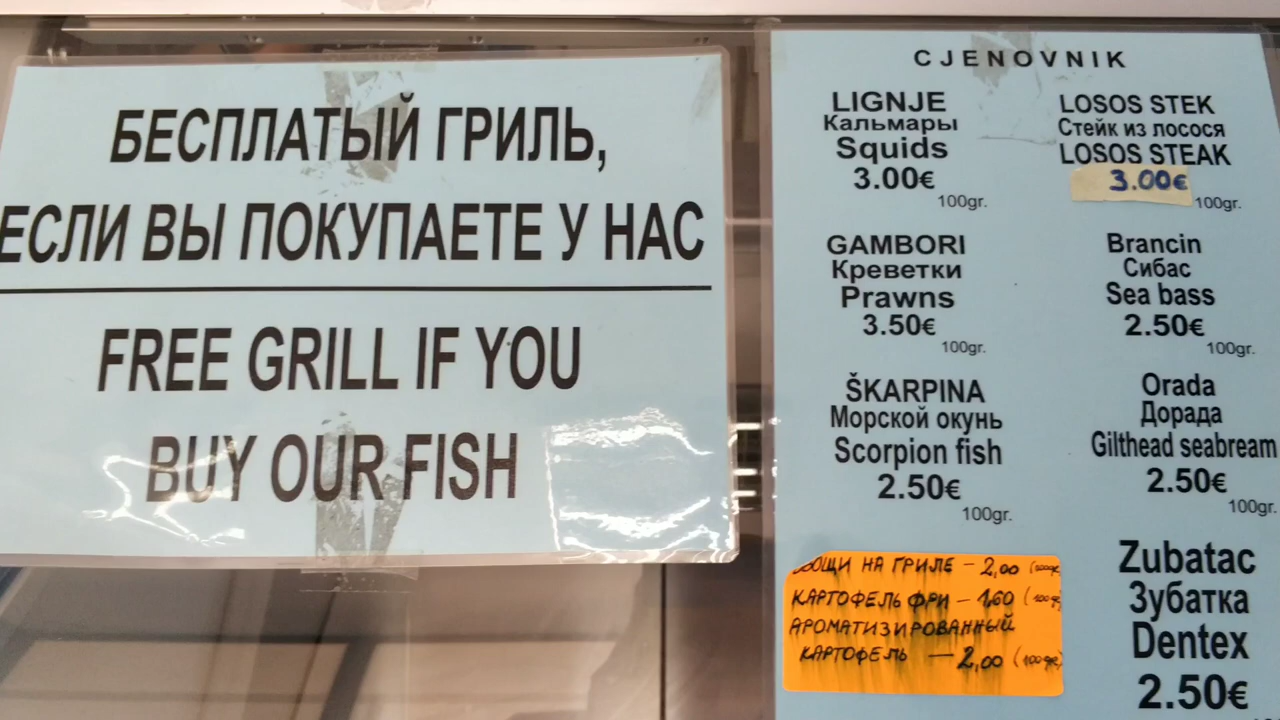 БЕСПЛАТЫЙ ГРИЛЬ,
ЕСЛИ ВЫ ПОКУПАЕТЕ У НАС
FREE GRILL IF YOU
BUY OUR FISH
CJENOVNIK
LIGNJE
Кальмары
Squids
3.00€
100gr.
LOSOS STEK
Стейк из лосося
LOSOS STEAK
3.00€
100gr.
GAMBORI
Креветки
Prawns
3.50€
100gr.
Brancin
Сибас
Sea bass
2.50€
100gr.
ŠKARPINA
Морской окунь
Scorpion fish
2.50€
100gr.
Orada
Дорада
Gilthead seabream
2.50€
100gr.
Zubatac
Зубатка
Dentex
2.50€
НА ГРИЛЕ - 2,00
КАРТОФЕЛЬ ФРИ - 1,60
АРОМАТИЗИРОВАННЫЙ
КАРТОФЕЛЬ - 2,00